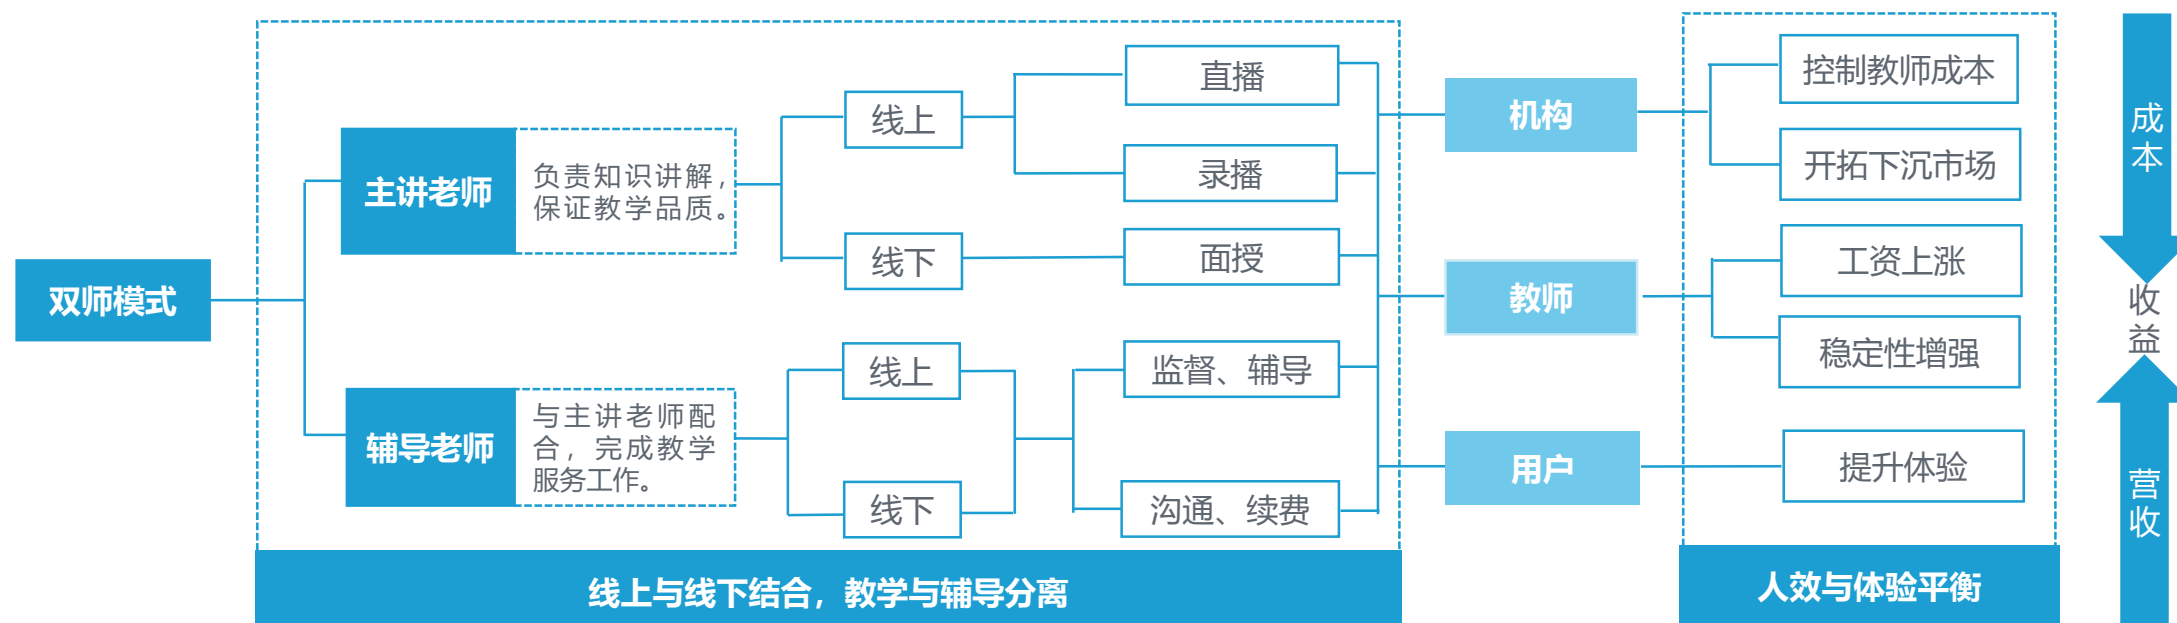 双师模式
主讲老师
负责知识讲解，
保证教学品质。
辅导老师
与主讲老师配
合，完成教学
服务工作。
线上
线下
线上
线下
直播
录播
面授
监督、辅导
沟通、续费
线上与线下结合，教学与辅导分离
机构
教师
用户
控制教师成本
开拓下沉市场
工资上涨
稳定性增强
提升体验
人效与体验平衡
成
本
收
益
营
收